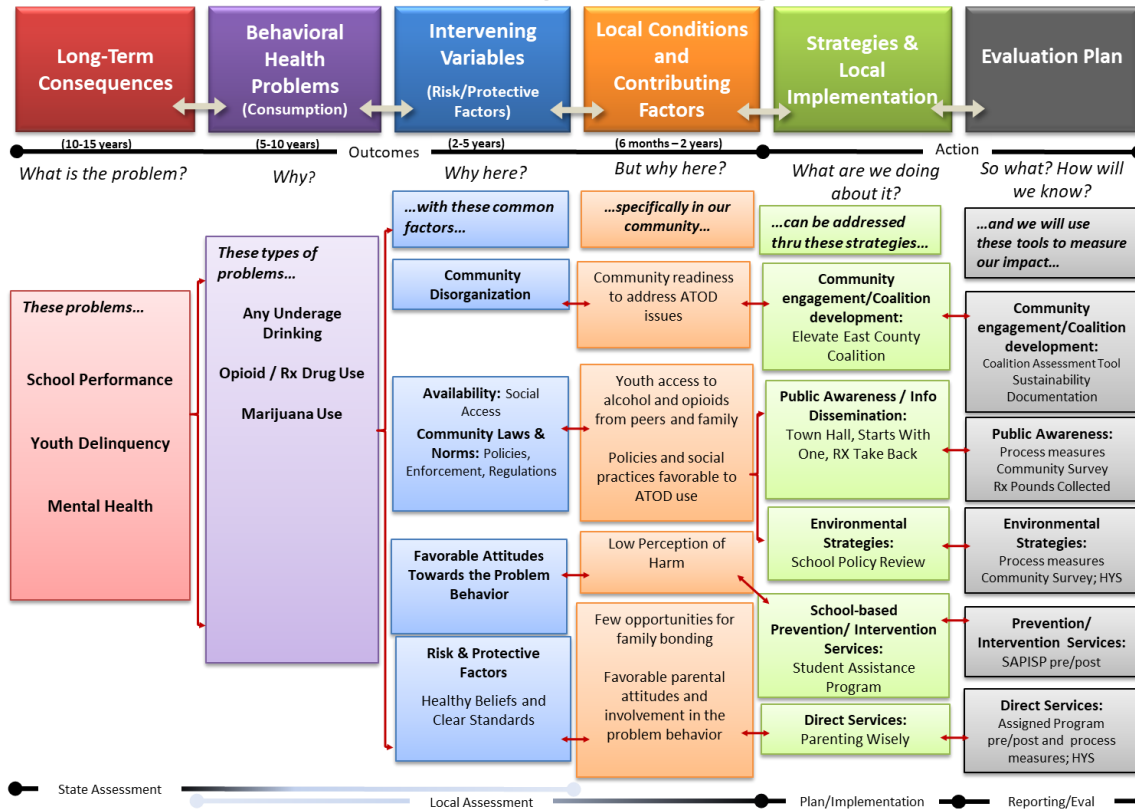 Long-Term
Consequences
Behavioral
Health
Problems
(Consumption)
Intervening
Variables
(Risk/Protective
Factors)
Local Conditions
and
Contributing
Factors
Strategies &
Local
Implementation
Evaluation Plan
(10-15 years)
(5-10 years)
Outcomes
(2-5 years)
(6 months – 2 years)
Action
What is the problem?
Why?
Why here?
But why here?
What are we doing
about it?
So what? How will
we know?
These problems…
School Performance
Youth Delinquency
Mental Health
These types of
problems…
Any Underage
Drinking
Opioid / Rx Drug Use
Marijuana Use
…with these common
factors…
Community
Disorganization
Availability: Social
Access
Community Laws &
Norms: Policies,
Enforcement, Regulations
Favorable Attitudes
Towards the Problem
Behavior
Risk & Protective
Factors
Healthy Beliefs and
Clear Standards
…specifically in our
community…
Community readiness
to address ATOD
issues
Youth access to
alcohol and opioids
from peers and family
Policies and social
practices favorable to
ATOD use
Low Perception of
Harm
Few opportunities for
family bonding
Favorable parental
attitudes and
involvement in the
problem behavior
…can be addressed
thru these strategies…
Community
engagement/Coalition
development:
Elevate East County
Coalition
Public Awareness / Info
Dissemination:
Town Hall, Starts With
One, RX Take Back
Environmental
Strategies:
School Policy Review
School-based
Prevention/ Intervention
Services:
Student Assistance
Program
Direct Services:
Parenting Wisely
…and we will use
these tools to measure
our impact…
Community
engagement/Coalition
development:
Coalition Assessment Tool
Sustainability
Documentation
Public Awareness:
Process measures
Community Survey
Rx Pounds Collected
Environmental
Strategies:
Process measures
Community Survey; HYS
Prevention/
Intervention Services:
SAPISP pre/post
Direct Services:
Assigned Program
pre/post and process
measures; HYS
State Assessment
Local Assessment
Plan/Implementation
Reporting/Eval